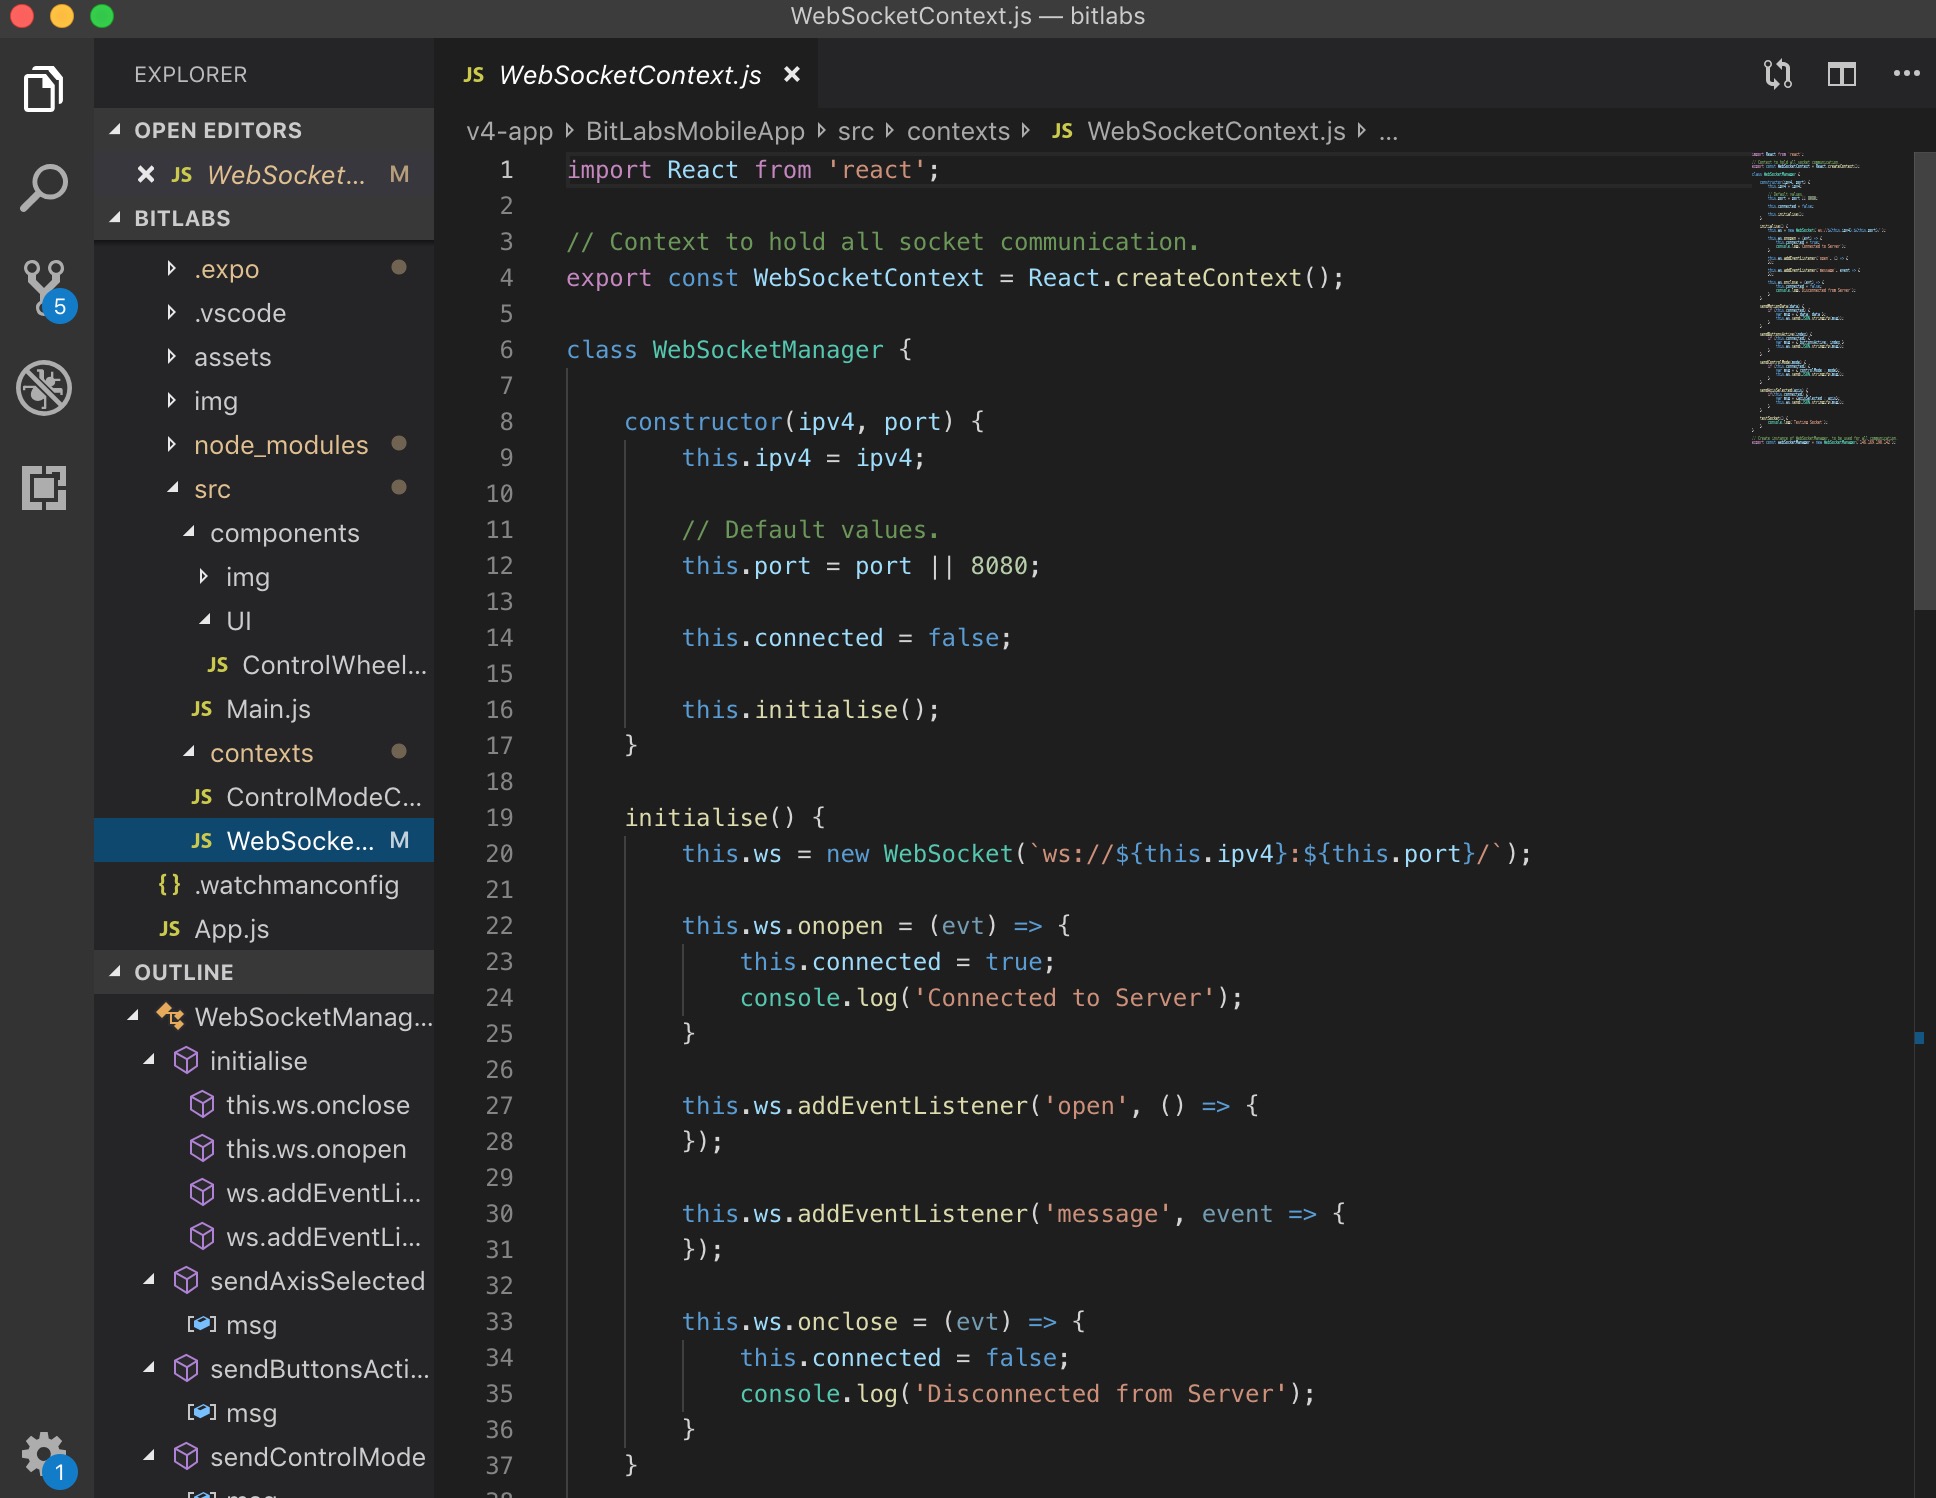 WebSocketContext.js — bitlabs
EXPLORER
OPEN EDITORS
JS WebSocket... M
BITLABS
.expo
.vscode
assets
img
node_modules
src
components
img
UI
JS ControlWheel...
JS Main.js
contexts
JS ControlModeC...
JS WebSocke... M
{} .watchmanconfig
JS App.js
OUTLINE
WebSocketManag...
initialise
this.ws.onclose
this.ws.onopen
ws.addEventLi...
ws.addEventLi...
sendAxisSelected
msg
sendButtonsActi...
msg
sendControlMode
5
1
JS WebSocketContext.js
v4-app BitLabsMobileApp src contexts JS WebSocketContext.js ...
1 import React from 'react';
2
3 // Context to hold all socket communication.
4 export const WebSocketContext = React.createContext();
5
6 class WebSocketManager {
7
8 constructor(ipv4, port) {
9 this.ipv4 = ipv4;
10
11 // Default values.
12 this.port = port || 8080;
13
14 this.connected = false;
15
16 this.initialise();
17 }
18
19 initialise() {
20 this.ws = new WebSocket(`ws://${this.ipv4}:${this.port}/`);
21
22 this.ws.onopen = (evt) => {
23 this.connected = true;
24 console.log('Connected to Server');
25 }
26
27 this.ws.addEventListener('open', () => {
28 });
29
30 this.ws.addEventListener('message', event => {
31 });
32
33 this.ws.onclose = (evt) => {
34 this.connected = false;
35 console.log('Disconnected from Server');
36 }
37 }